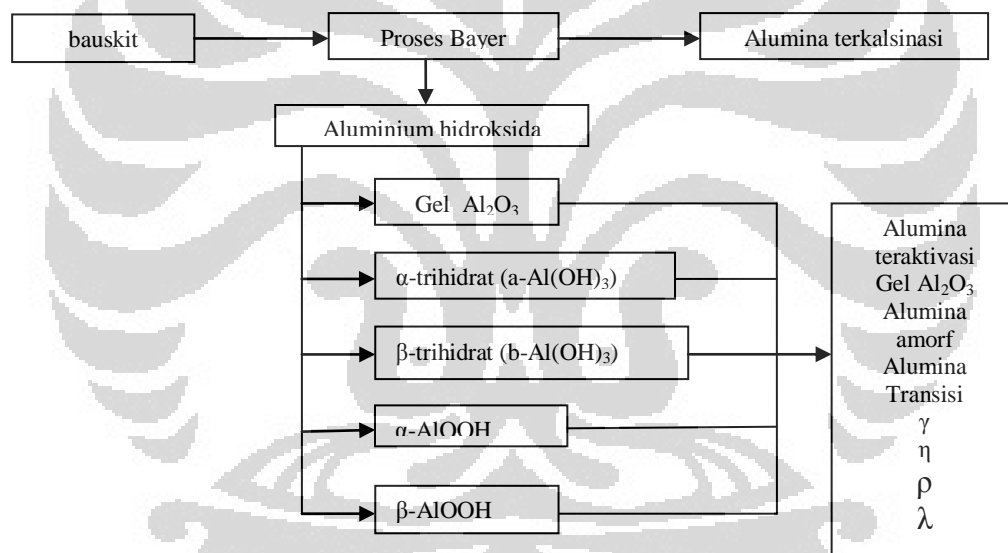 bauskit
Proses Bayer
Alumina terkalsinasi
Aluminium hidroksida
Gel Al₂O₃
α-trihidrat (a-Al(OH)₃)
β-trihidrat (b-Al(OH)₃)
α-AlOOH
β-AlOOH
Alumina
teraktivasi
Gel Al₂O₃
Alumina
amorf
Alumina
Transisi
γ
η
ρ
λ